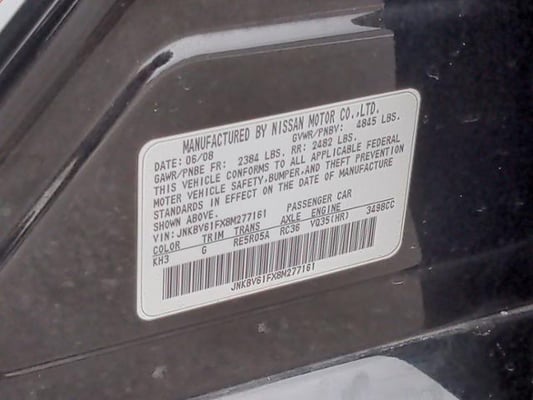 MANUFACTURED BY NISSAN MOTOR CO.,LTD.
DATE: 06/08 GVWR/PNBV: 4845 LBS.
GAWR/PNBE FR: 2384 LBS. RR: 2482 LBS.
THIS VEHICLE CONFORMS TO ALL APPLICABLE FEDERAL
MOTOR VEHICLE SAFETY,BUMPER,AND THEFT PREVENTION
STANDARDS IN EFFECT ON THE DATE OF MANUFACTURE
SHOWN ABOVE.
VIN: JNKBV61FX8M277161 PASSENGER CAR
COLOR TRIM TRANS AXLE ENGINE
KH3 G RE5R05A RC36 VQ35(HR) 3498CC
JNKBV61FX8M277161